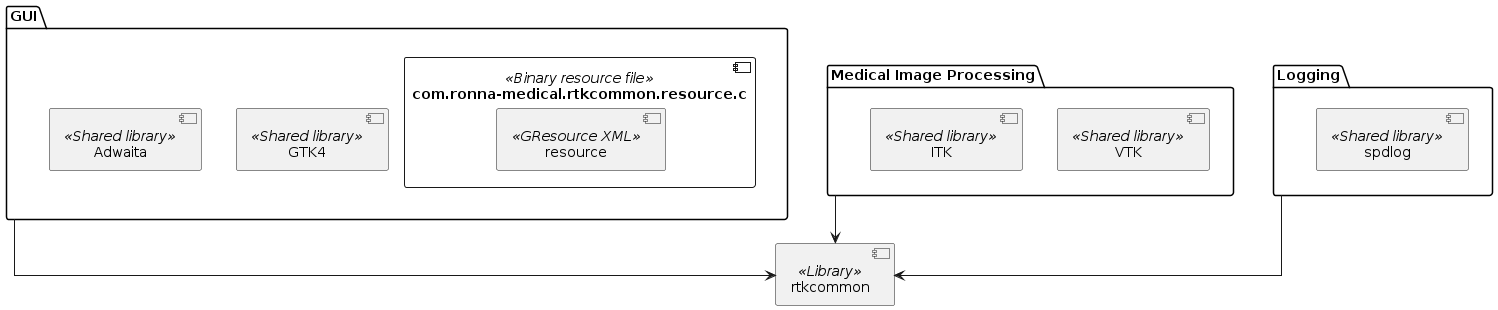 GUI
«Binary resource file»
com.ronna-medical.rtkcommon.resource.c
«Shared library»
Adwaita
«Shared library»
GTK4
«GResource XML»
resource
Medical Image Processing
«Shared library»
ITK
«Shared library»
VTK
Logging
«Shared library»
spdlog
«Library»
rtkcommon